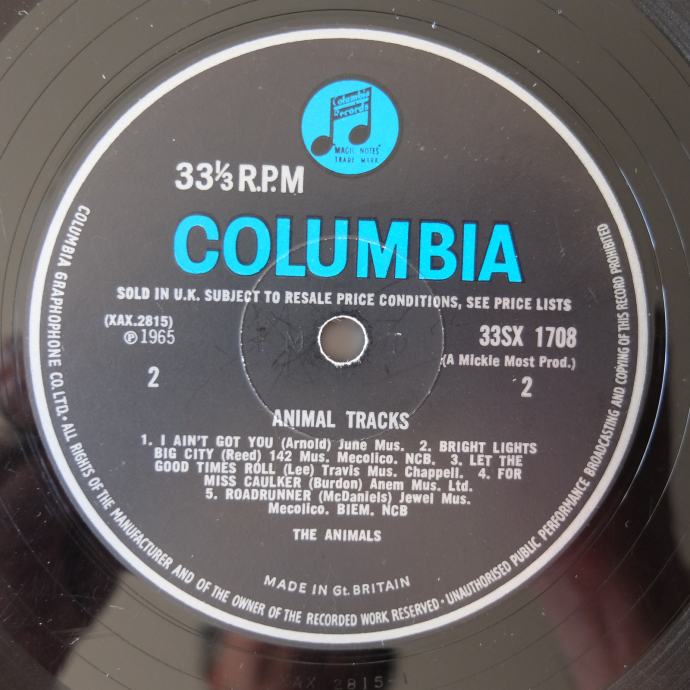 Columbia
Records
"MAGIC NOTES"
TRADE MARK
33⅓ R.P.M
COLUMBIA
SOLD IN U.K. SUBJECT TO RESALE PRICE CONDITIONS, SEE PRICE LISTS
(XAX.2815)
33SX 1708
℗ 1965
(A Mickie Most Prod.)
2
2
ANIMAL TRACKS
1. I AIN'T GOT YOU (Arnold) June Mus. 2. BRIGHT LIGHTS
BIG CITY (Reed) 142 Mus. Mecolico. NCB. 3. LET THE
GOOD TIMES ROLL (Lee) Travis Mus. Chappell. 4. FOR
MISS CAULKER (Burdon) Anem Mus. Ltd.
5. ROADRUNNER (McDaniels) Jewel Mus.
Mecolico. BIEM. NCB
THE ANIMALS
MADE IN Gt. BRITAIN
COLUMBIA GRAPHOPHONE CO. LTD. • ALL RIGHTS OF THE MANUFACTURER AND OF THE OWNER OF THE RECORDED WORK RESERVED • UNAUTHORISED PUBLIC PERFORMANCE BROADCASTING AND COPYING OF THIS RECORD PROHIBITED
XAX 2815-1